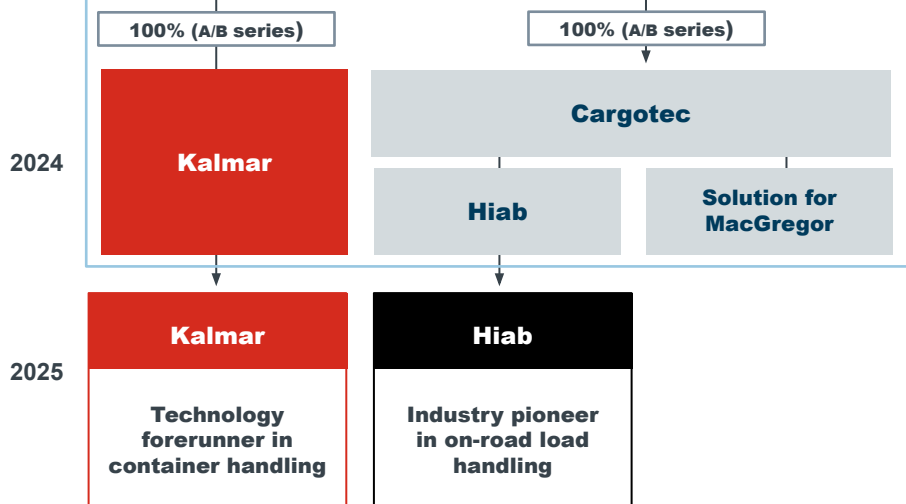 100% (A/B series)
100% (A/B series)
2024
Kalmar
Cargotec
Hiab
Solution for
MacGregor
2025
Kalmar
Technology
forerunner in
container handling
Hiab
Industry pioneer
in on-road load
handling